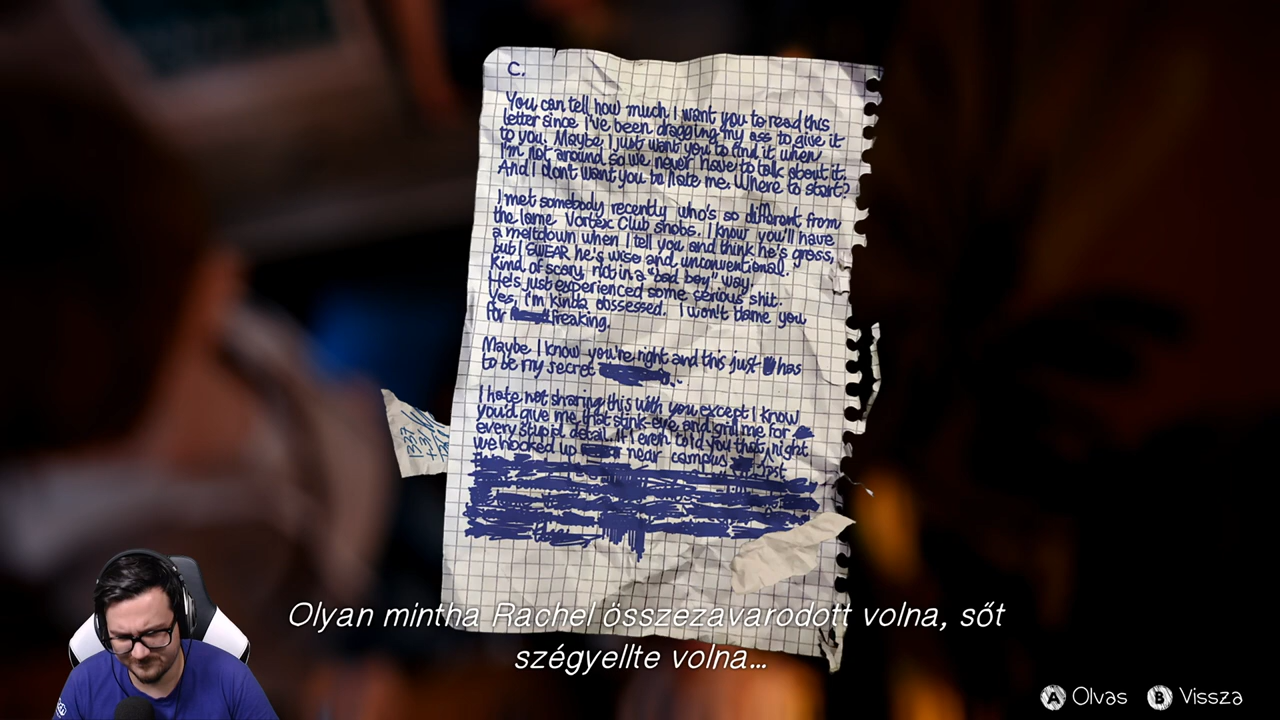 C.
You can tell how much I want you to read this
letter since I've been dragging my ass to give it
to you. Maybe I just want you to find it when
I'm not around so we never have to talk about it.
And I don't want you be hate me. Where to start?
I met somebody recently who's so different from
the lame Vortex Club snobs. I know you'll have
a meltdown when I tell you and think he's gross,
but I SWEAR he's wise and unconventional.
Kind of scary, not in a "bad boy" way.
He's just experienced some serious shit.
Yes, I'm kinda obssessed. I won't blame you
for freaking.
Maybe I know you're right and this just has
to be my secret
I hate not sharing this with you except I know
you'd give me that stink-eye and grill me for
every stupid detail. If I even told you that night
we hooked up near campus just
337
Olyan mintha Rachel összezavarodott volna, sőt
szégyellte volna...
A Olvas B Vissza